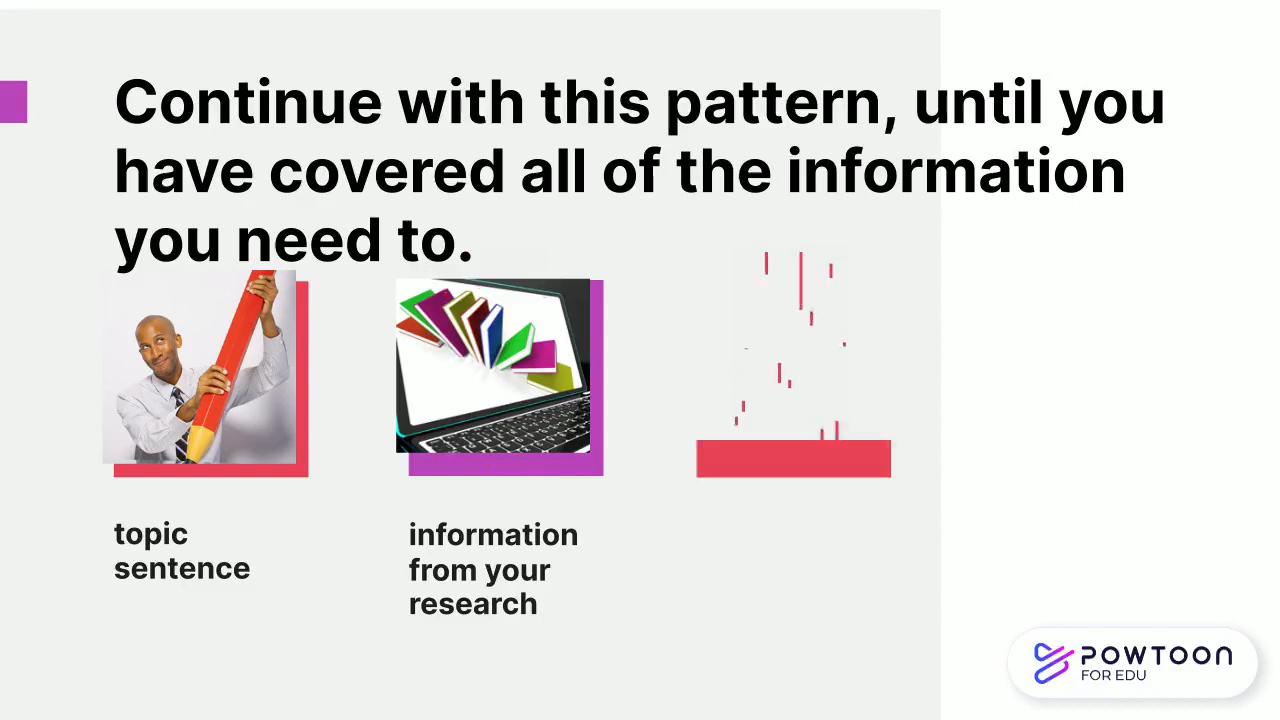 Continue with this pattern, until you
have covered all of the information
you need to.
topic
sentence
information
from your
research
POWTOON
FOR EDU